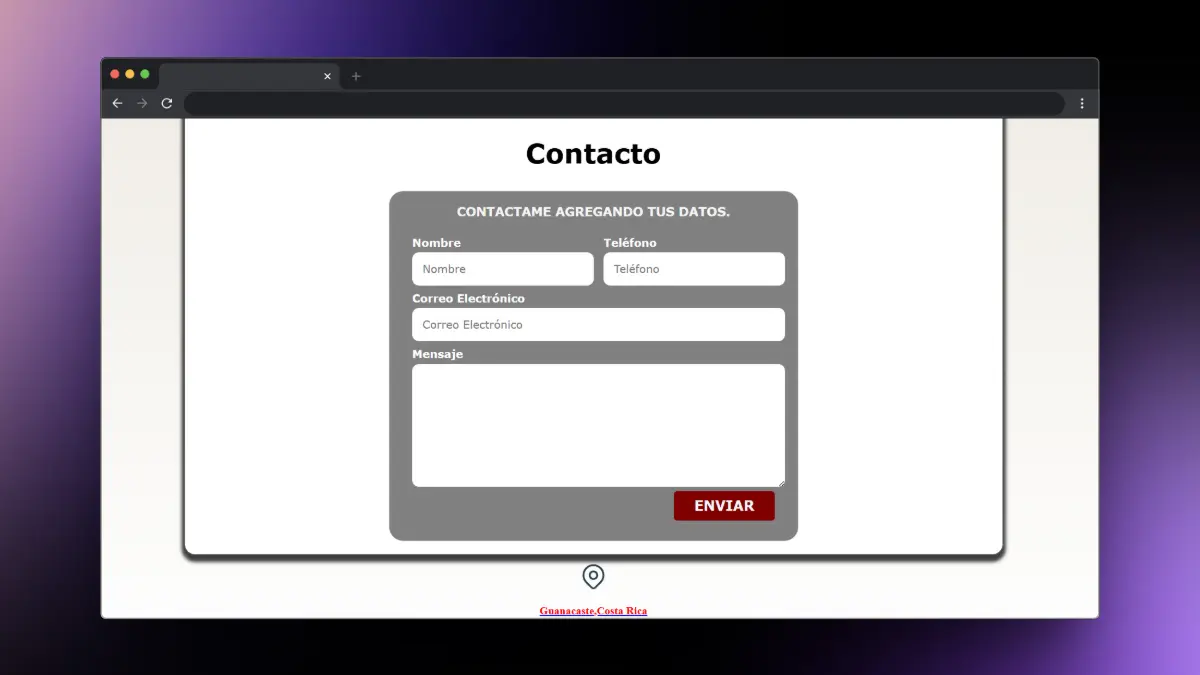 Contacto
CONTACTAME AGREGANDO TUS DATOS.
Nombre Teléfono
Nombre Teléfono
Correo Electrónico
Correo Electrónico
Mensaje
ENVIAR
Guanacaste,Costa Rica